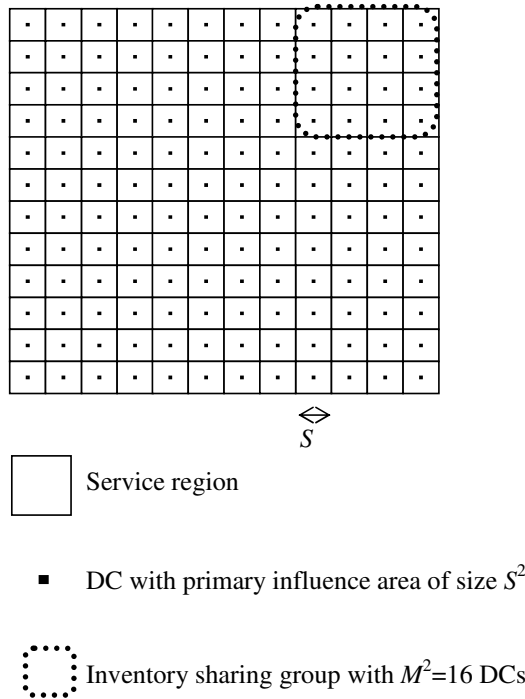 S
Service region
DC with primary influence area of size S²
Inventory sharing group with M²=16 DCs